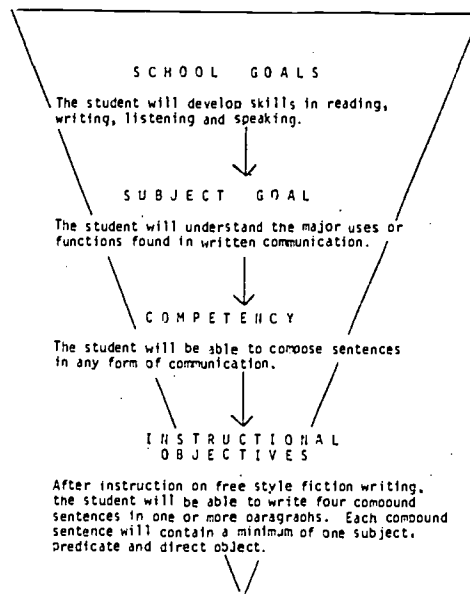 SCHOOL GOALS
The student will develop skills in reading,
writing, listening and speaking.
SUBJECT GOAL
The student will understand the major uses or
functions found in written communication.
COMPETENCY
The student will be able to compose sentences
in any form of communication.
INSTRUCTIONAL
OBJECTIVES
After instruction on free style fiction writing,
the student will be able to write four compound
sentences in one or more paragraphs. Each compound
sentence will contain a minimum of one subject,
predicate and direct object.